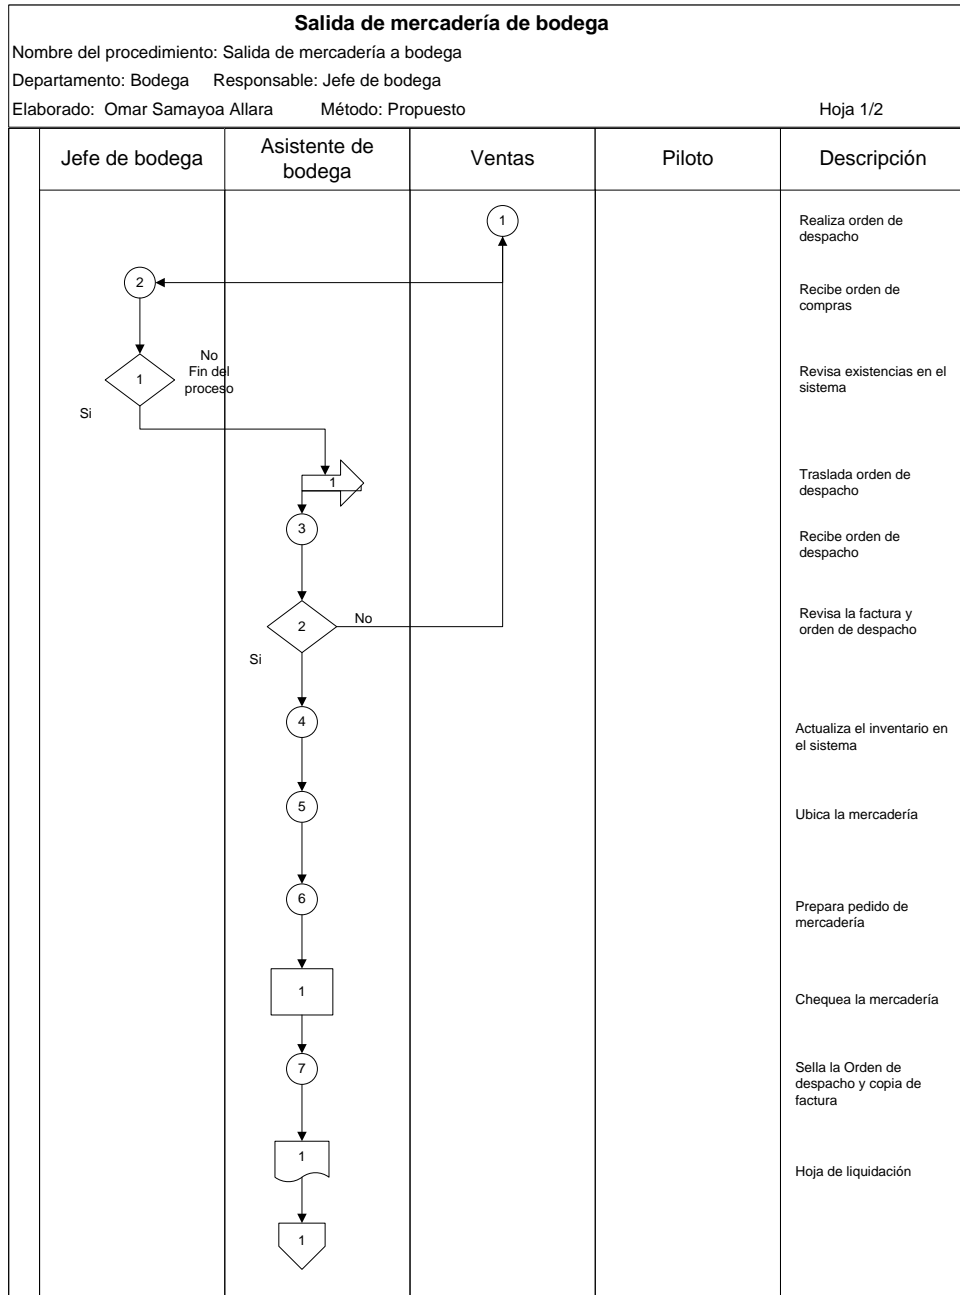 Salida de mercadería de bodega
Nombre del procedimiento: Salida de mercadería a bodega
Departamento: Bodega Responsable: Jefe de bodega
Elaborado: Omar Samayoa Allara Método: Propuesto Hoja 1/2
Jefe de bodega
Asistente de
bodega
Ventas
Piloto
Descripción
1
Realiza orden de
despacho
2
Recibe orden de
compras
1
No
Fin del
proceso
Si
Revisa existencias en el
sistema
1
Traslada orden de
despacho
3
Recibe orden de
despacho
2
No
Si
Revisa la factura y
orden de despacho
4
Actualiza el inventario en
el sistema
5
Ubica la mercadería
6
Prepara pedido de
mercadería
1
Chequea la mercadería
7
Sella la Orden de
despacho y copia de
factura
1
Hoja de liquidación
1